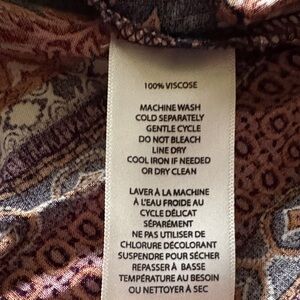 100% VISCOSE
MACHINE WASH
COLD SEPARATELY
GENTLE CYCLE
DO NOT BLEACH
LINE DRY
COOL IRON IF NEEDED
OR DRY CLEAN
LAVER À LA MACHINE
À L'EAU FROIDE AU
CYCLE DÉLICAT
SÉPARÉMENT
NE PAS UTILISER DE
CHLORURE DÉCOLORANT
SUSPENDRE POUR SÉCHER
REPASSER À BASSE
TEMPÉRATURE AU BESOIN
OU NETTOYER À SEC